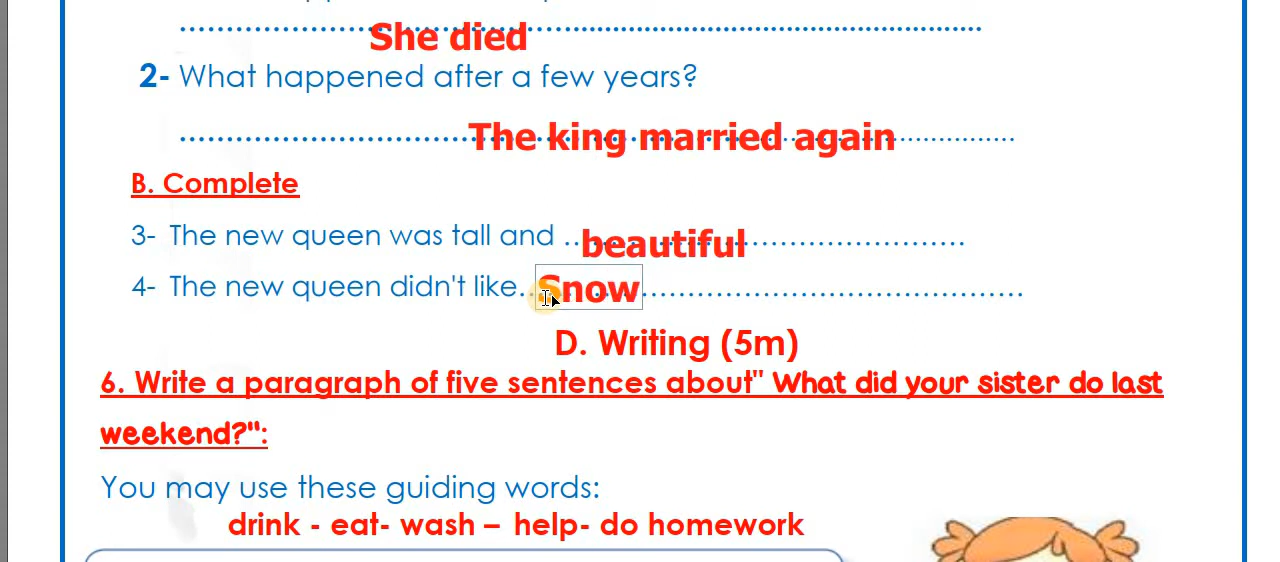 She died
2- What happened after a few years?
The king married again
B. Complete
3- The new queen was tall and beautiful
4- The new queen didn't like Snow
D. Writing (5m)
6. Write a paragraph of five sentences about" What did your sister do last
weekend?":
You may use these guiding words:
drink - eat- wash – help- do homework